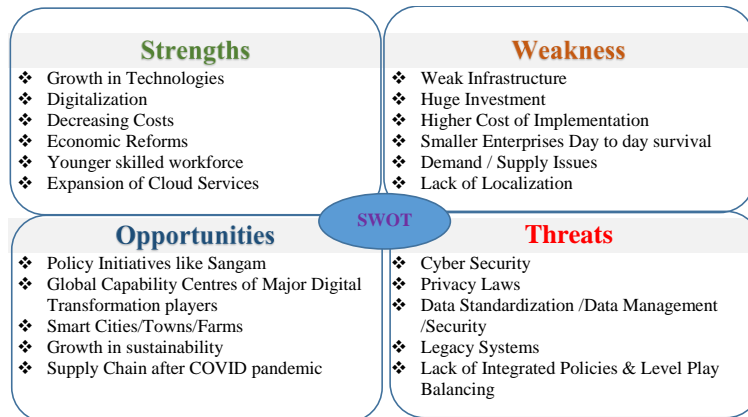 Strengths
❖ Growth in Technologies
❖ Digitalization
❖ Decreasing Costs
❖ Economic Reforms
❖ Younger skilled workforce
❖ Expansion of Cloud Services
Weakness
❖ Weak Infrastructure
❖ Huge Investment
❖ Higher Cost of Implementation
❖ Smaller Enterprises Day to day survival
❖ Demand / Supply Issues
❖ Lack of Localization
SWOT
Opportunities
❖ Policy Initiatives like Sangam
❖ Global Capability Centres of Major Digital
Transformation players
❖ Smart Cities/Towns/Farms
❖ Growth in sustainability
❖ Supply Chain after COVID pandemic
Threats
❖ Cyber Security
❖ Privacy Laws
❖ Data Standardization /Data Management
/Security
❖ Legacy Systems
❖ Lack of Integrated Policies & Level Play
Balancing